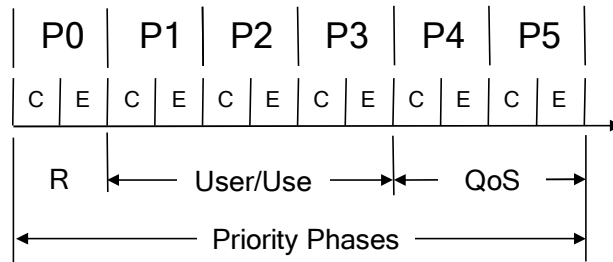 P0 P1 P2 P3 P4 P5
C E C E C E C E C E C E
R User/Use QoS
Priority Phases